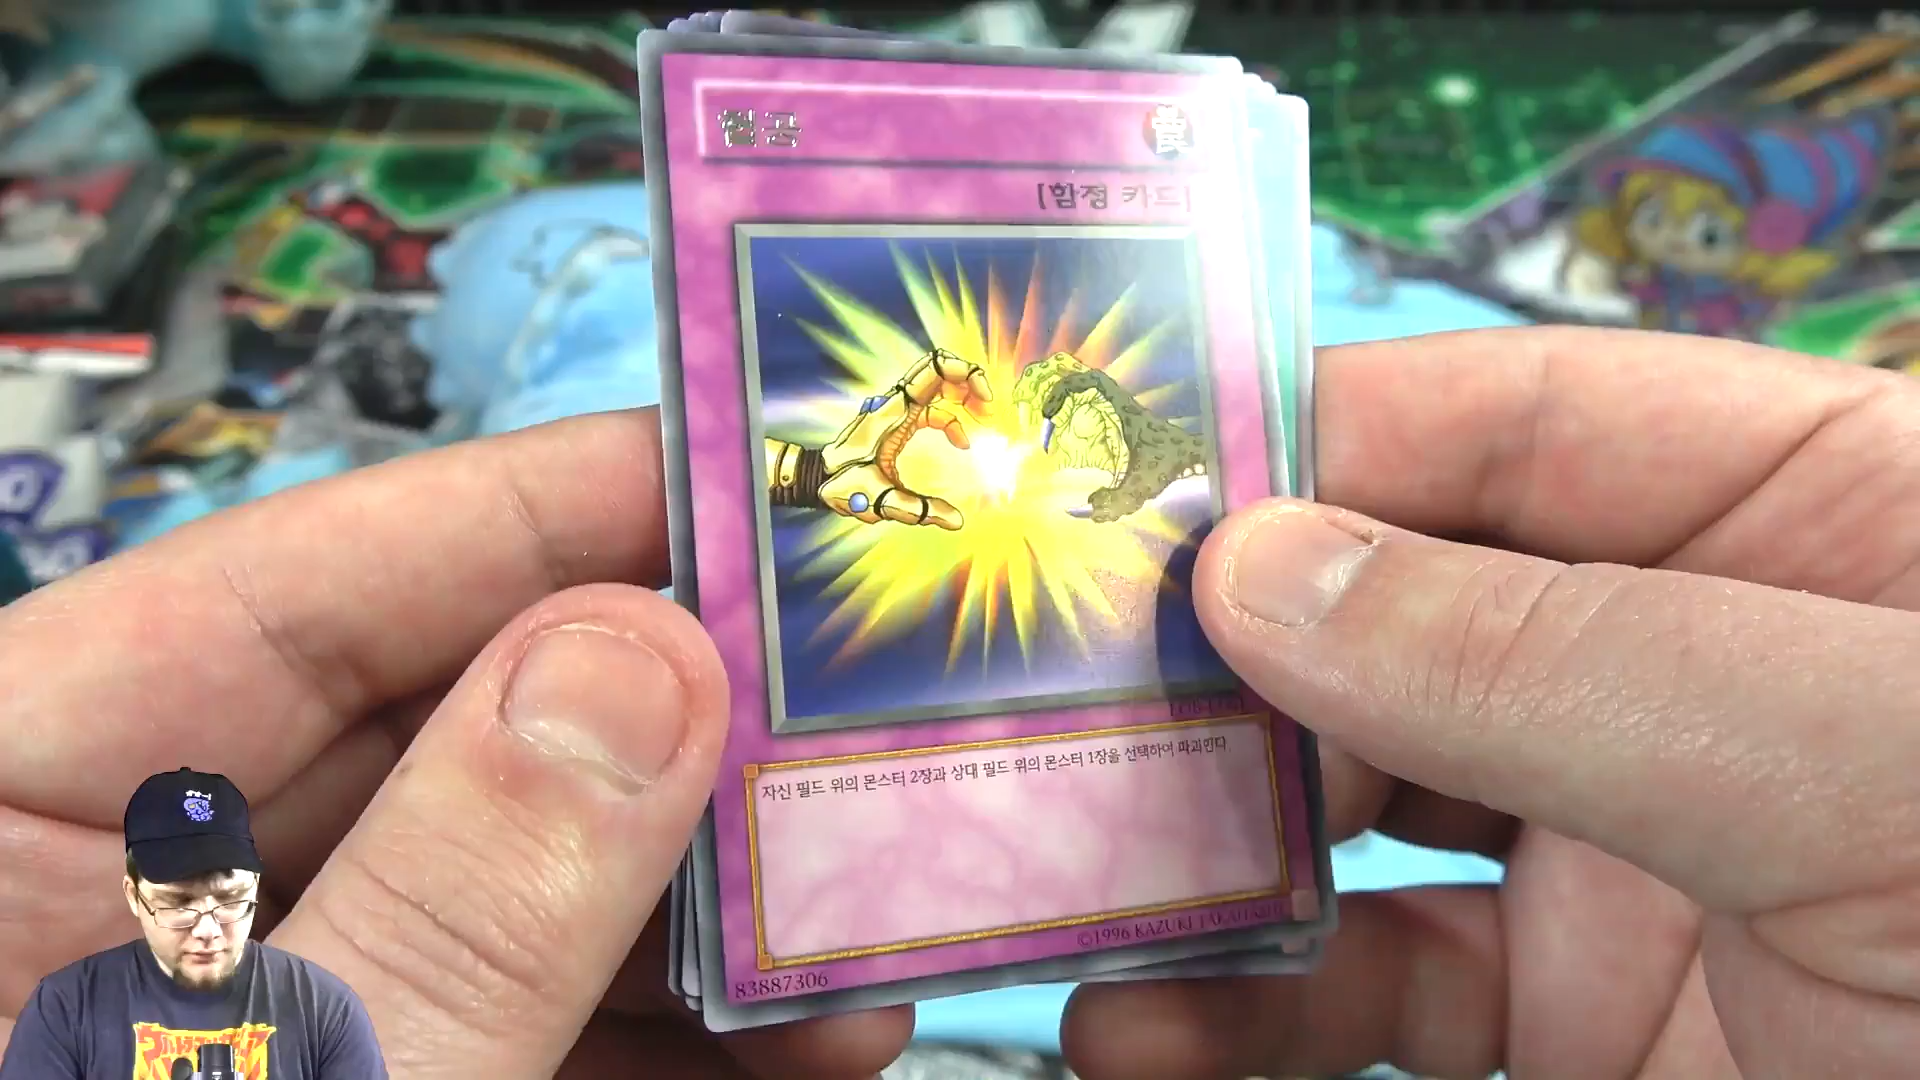 협공
[함정 카드]
자신 필드 위의 몬스터 2장과 상대 필드 위의 몬스터 1장을 선택하여 파괴한다.
©1996 KAZUKI TAKAHASHI
83887306